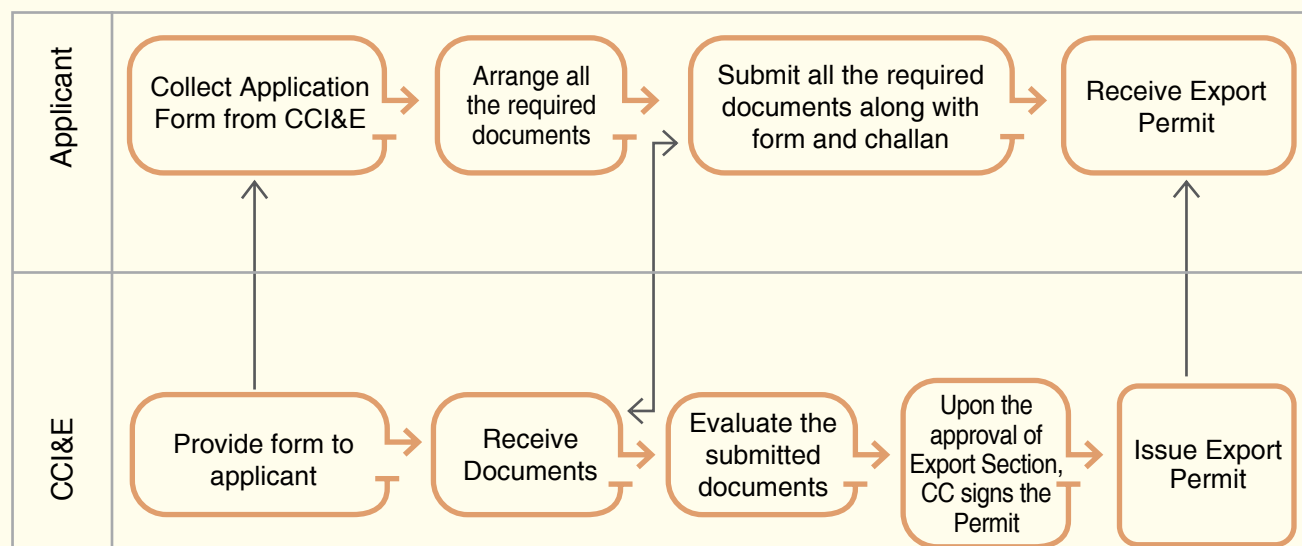 Applicant
Collect Application
Form from CCI&E
Arrange all
the required
documents
Submit all the required
documents along with
form and challan
Receive Export
Permit
CCI&E
Provide form to
applicant
Receive
Documents
Evaluate the
submitted
documents
Upon the
approval of
Export Section,
CC signs the
Permit
Issue Export
Permit